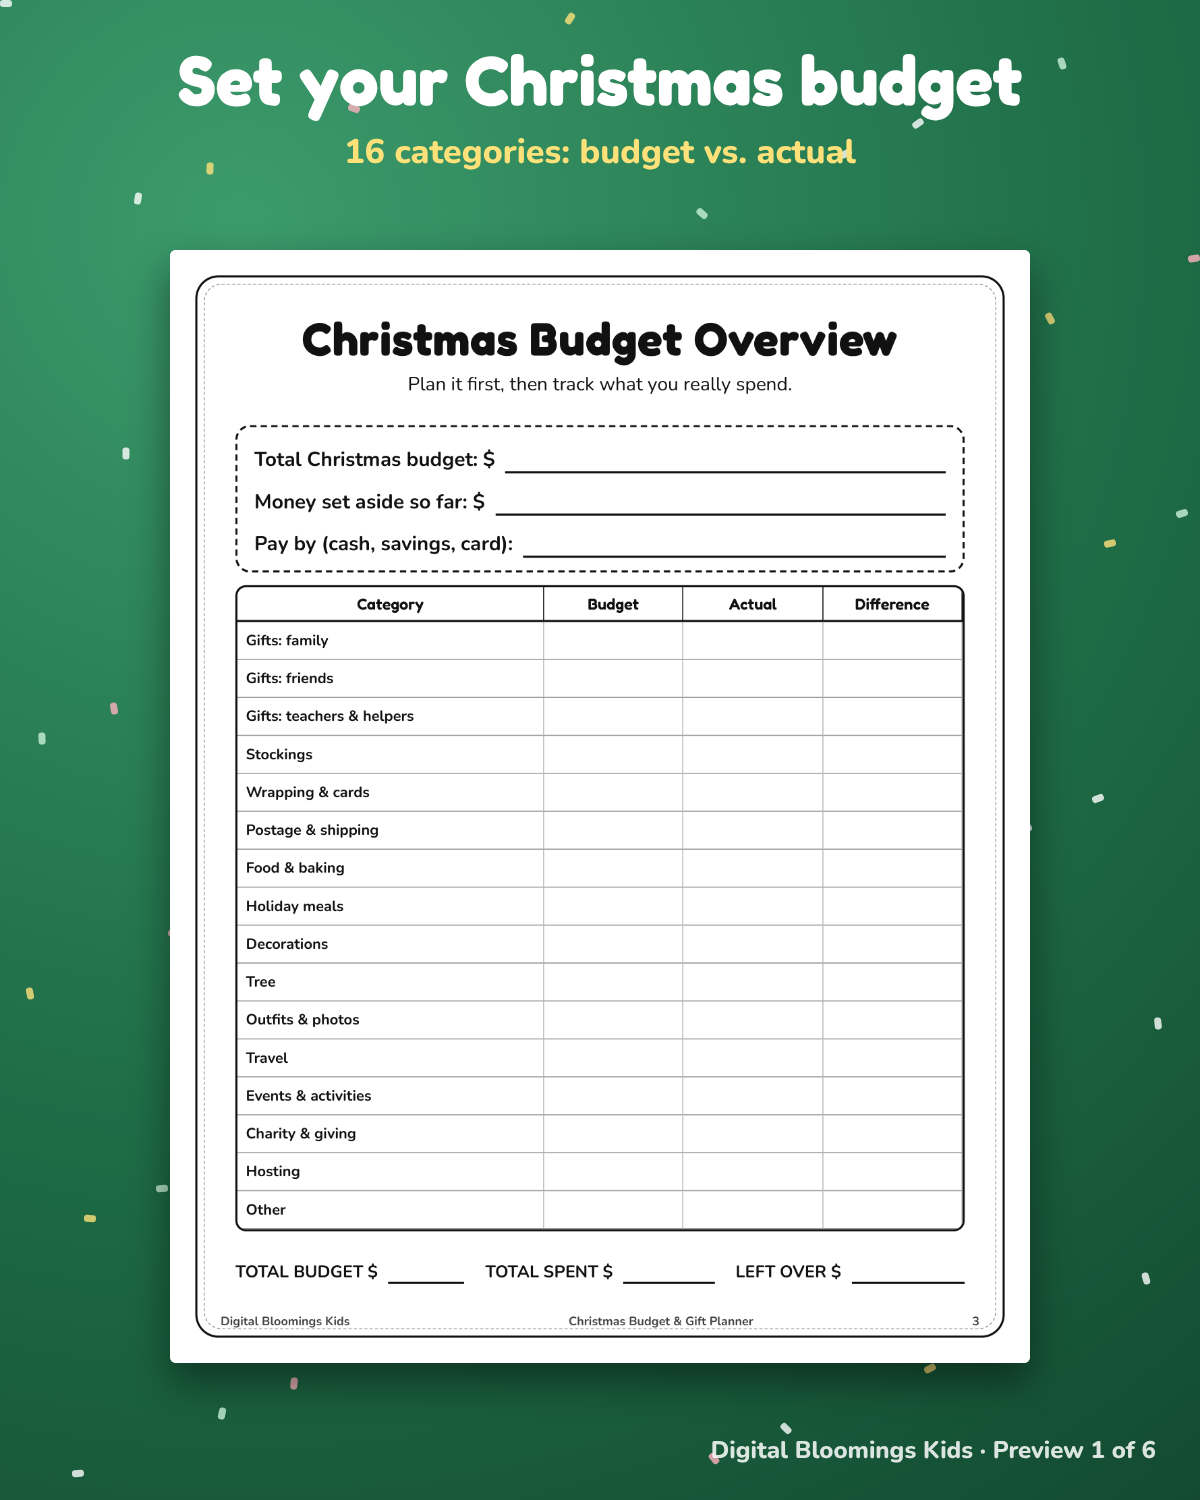 Set your Christmas budget
16 categories: budget vs. actual
Christmas Budget Overview
Plan it first, then track what you really spend.
Total Christmas budget: $
Money set aside so far: $
Pay by (cash, savings, card):
Category Budget Actual Difference
Gifts: family
Gifts: friends
Gifts: teachers & helpers
Stockings
Wrapping & cards
Postage & shipping
Food & baking
Holiday meals
Decorations
Tree
Outfits & photos
Travel
Events & activities
Charity & giving
Hosting
Other
TOTAL BUDGET $ TOTAL SPENT $ LEFT OVER $
Digital Bloomings Kids Christmas Budget & Gift Planner 3
Digital Bloomings Kids · Preview 1 of 6